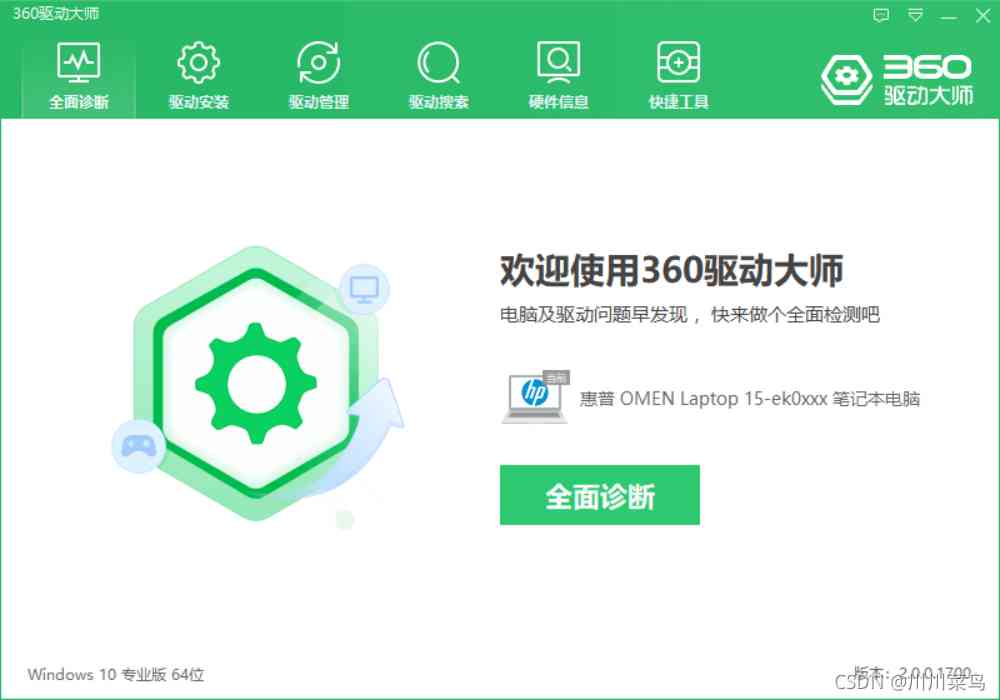 360驱动大师
全面诊断
驱动安装
驱动管理
驱动搜索
硬件信息
快捷工具
360
驱动大师
欢迎使用360驱动大师
电脑及驱动问题早发现，快来做个全面检测吧
hp
当前
惠普 OMEN Laptop 15-ek0xxx 笔记本电脑
全面诊断
Windows 10 专业版 64位
版本：2.0.0.1700
CSDN @川川菜鸟